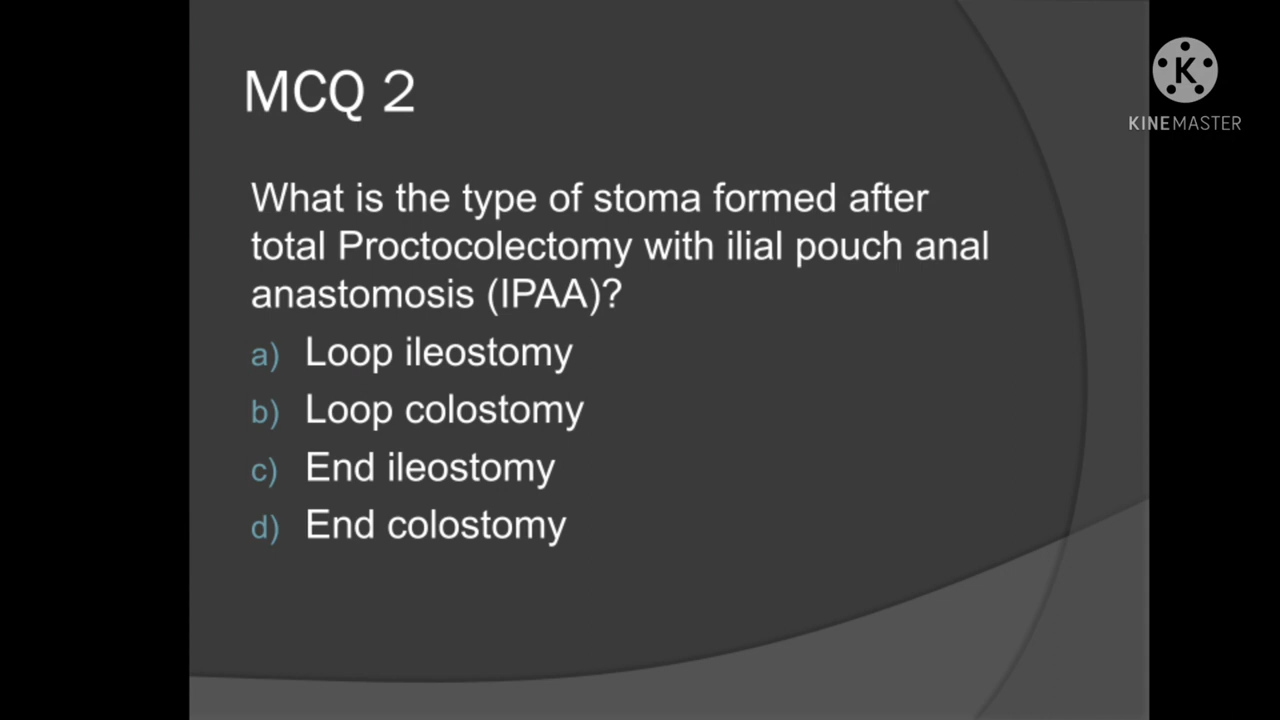 MCQ 2
K
KINEMASTER
What is the type of stoma formed after
total Proctocolectomy with ilial pouch anal
anastomosis (IPAA)?
a) Loop ileostomy
b) Loop colostomy
c) End ileostomy
d) End colostomy